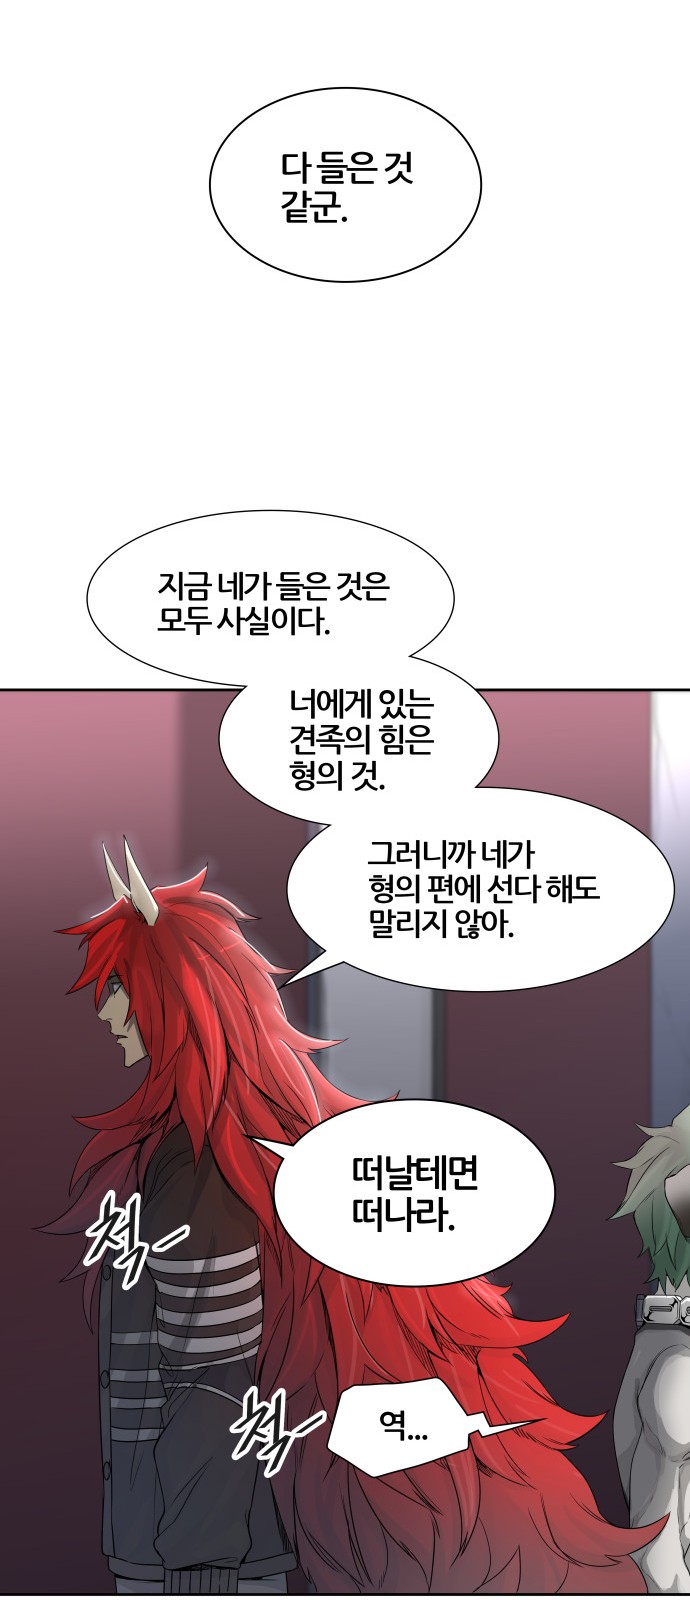 다 들은 것
같군.
지금 네가 들은 것은
모두 사실이다.
너에게 있는
견족의 힘은
형의 것.
그러니까 네가
형의 편에 선다 해도
말리지 않아.
떠날테면
떠나라.
척-
척-
역...